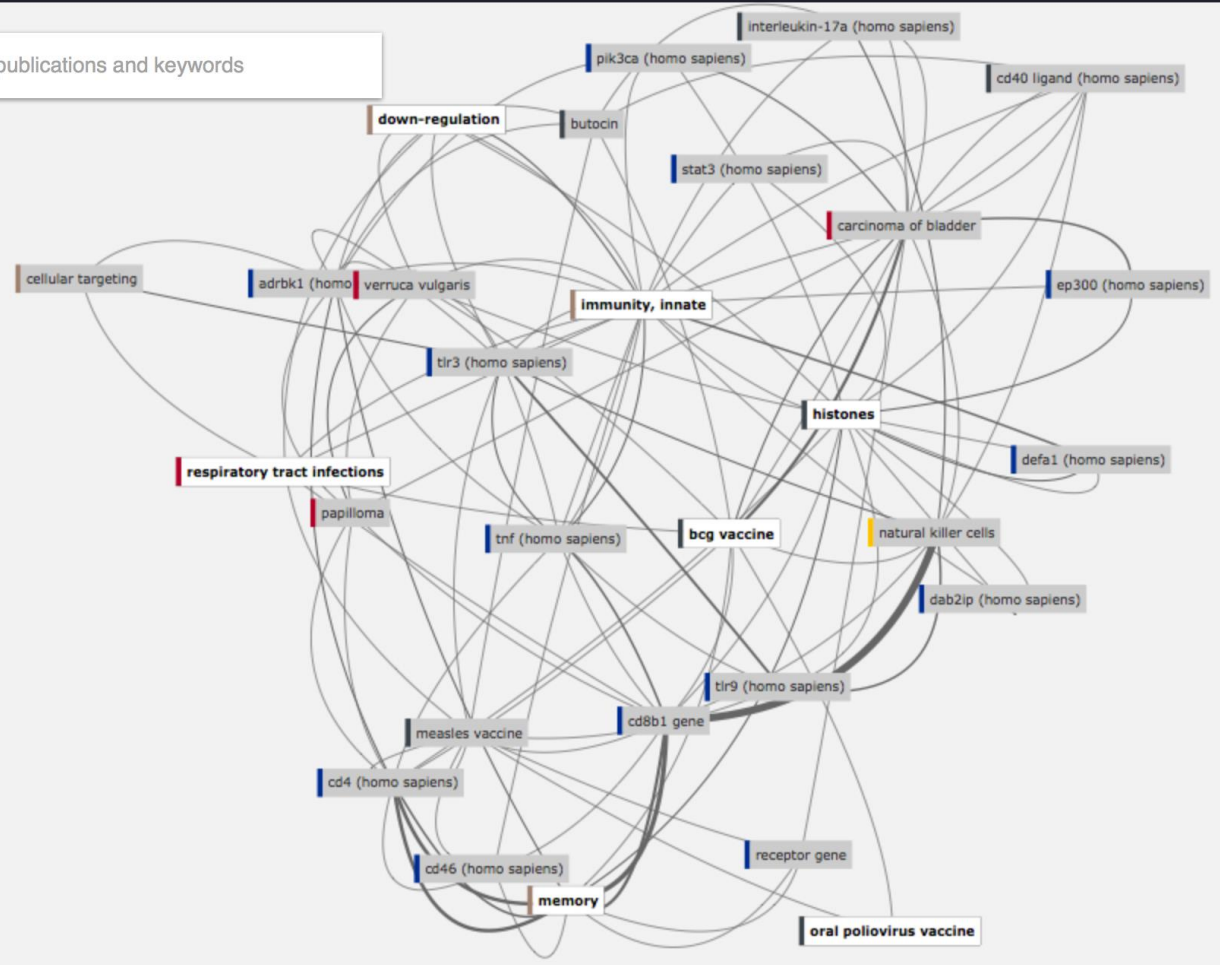 interleukin-17a (homo sapiens)
publications and keywords
pik3ca (homo sapiens)
cd40 ligand (homo sapiens)
down-regulation
butocin
stat3 (homo sapiens)
carcinoma of bladder
cellular targeting
adrbk1 (homo
verruca vulgaris
ep300 (homo sapiens)
immunity, innate
tlr3 (homo sapiens)
histones
defa1 (homo sapiens)
respiratory tract infections
papilloma
tnf (homo sapiens)
bcg vaccine
natural killer cells
dab2ip (homo sapiens)
tlr9 (homo sapiens)
cd8b1 gene
measles vaccine
cd4 (homo sapiens)
receptor gene
cd46 (homo sapiens)
memory
oral poliovirus vaccine